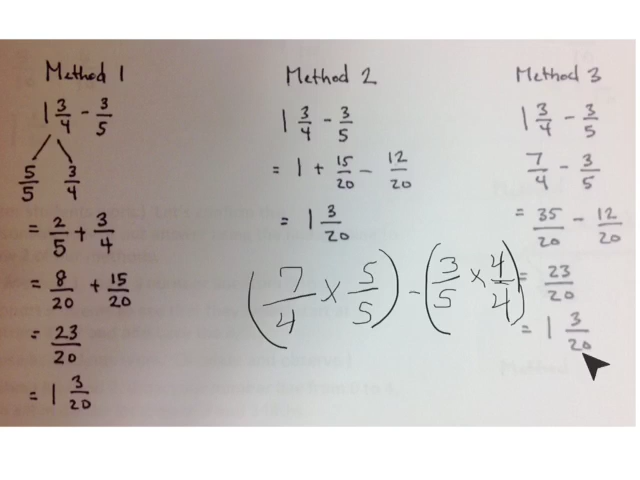 Method 1
1 3/4 - 3/5
5/5 3/4
= 2/5 + 3/4
= 8/20 + 15/20
= 23/20
= 1 3/20
Method 2
1 3/4 - 3/5
= 1 + 15/20 - 12/20
= 1 3/20
(7/4 × 5/5) - (3/5 × 4/4)
Method 3
1 3/4 - 3/5
7/4 - 3/5
= 35/20 - 12/20
= 23/20
= 1 3/20